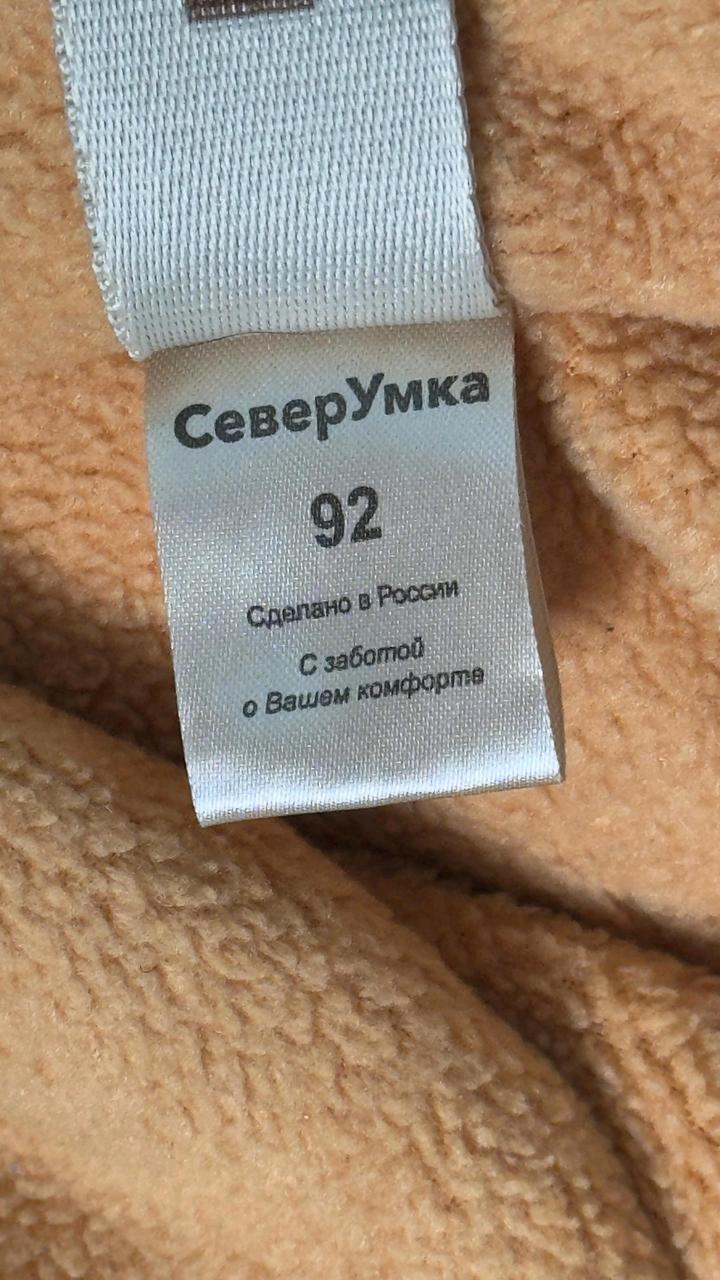 СеверУмка
92
Сделано в России
С заботой
о Вашем комфорте